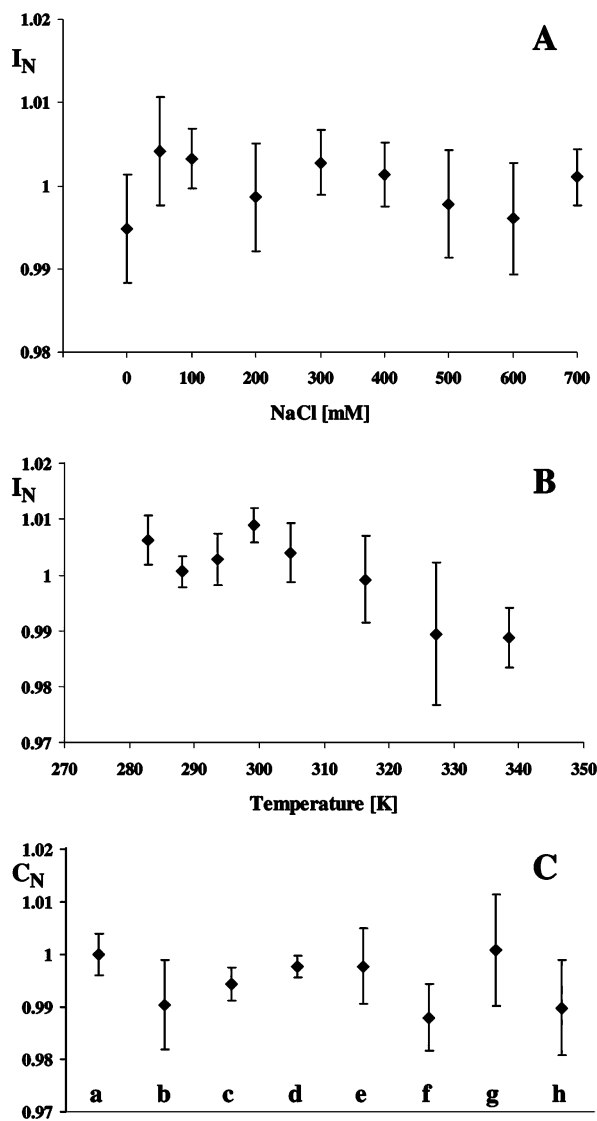 1.02
A
I_N
1.01
1
0.99
0.98
0 100 200 300 400 500 600 700
NaCl [mM]
1.02
B
I_N
1.01
1
0.99
0.98
0.97
270 280 290 300 310 320 330 340 350
Temperature [K]
1.02
C
C_N
1.01
1
0.99
0.98
a b c d e f g h
0.97